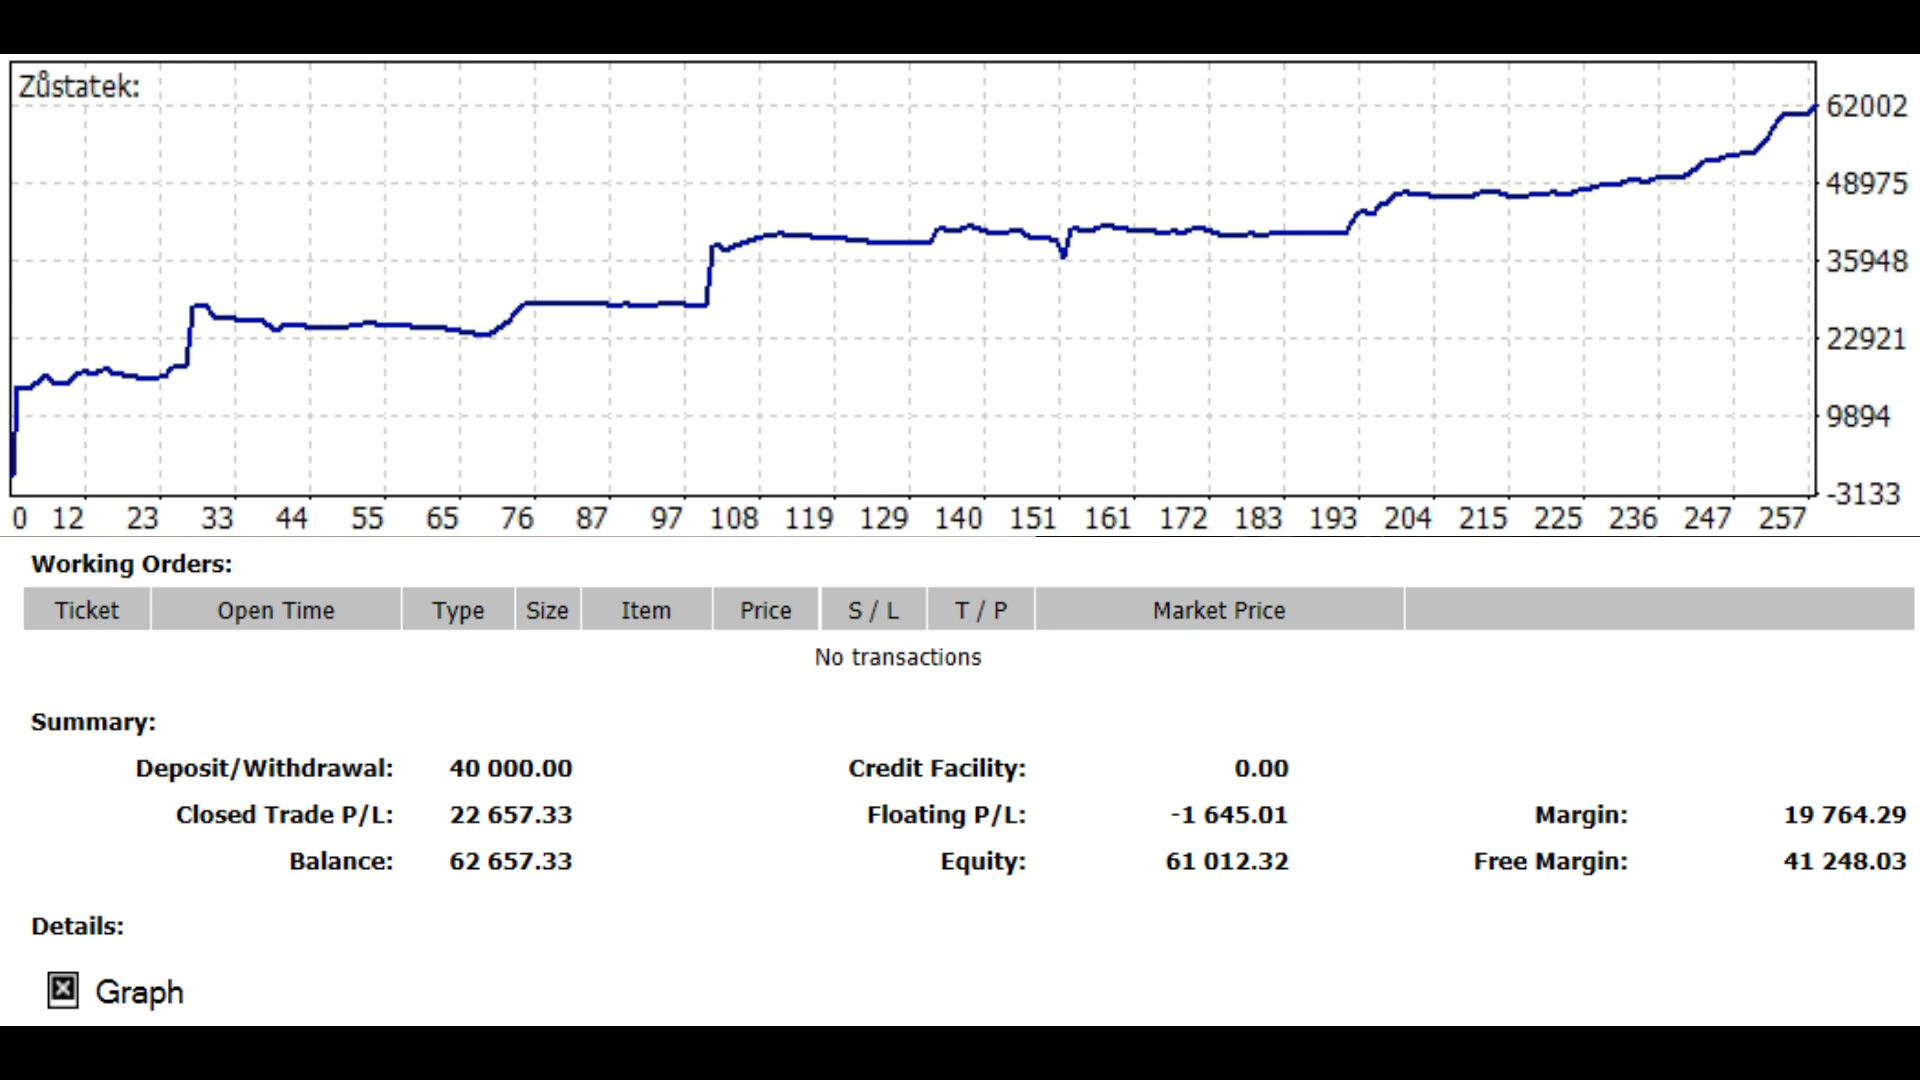 Zůstatek:
62002
48975
35948
22921
9894
-3133
0 12 23 33 44 55 65 76 87 97 108 119 129 140 151 161 172 183 193 204 215 225 236 247 257
Working Orders:
Ticket Open Time Type Size Item Price S / L T / P Market Price
No transactions
Summary:
Deposit/Withdrawal: 40 000.00 Credit Facility: 0.00
Closed Trade P/L: 22 657.33 Floating P/L: -1 645.01 Margin: 19 764.29
Balance: 62 657.33 Equity: 61 012.32 Free Margin: 41 248.03
Details:
Graph